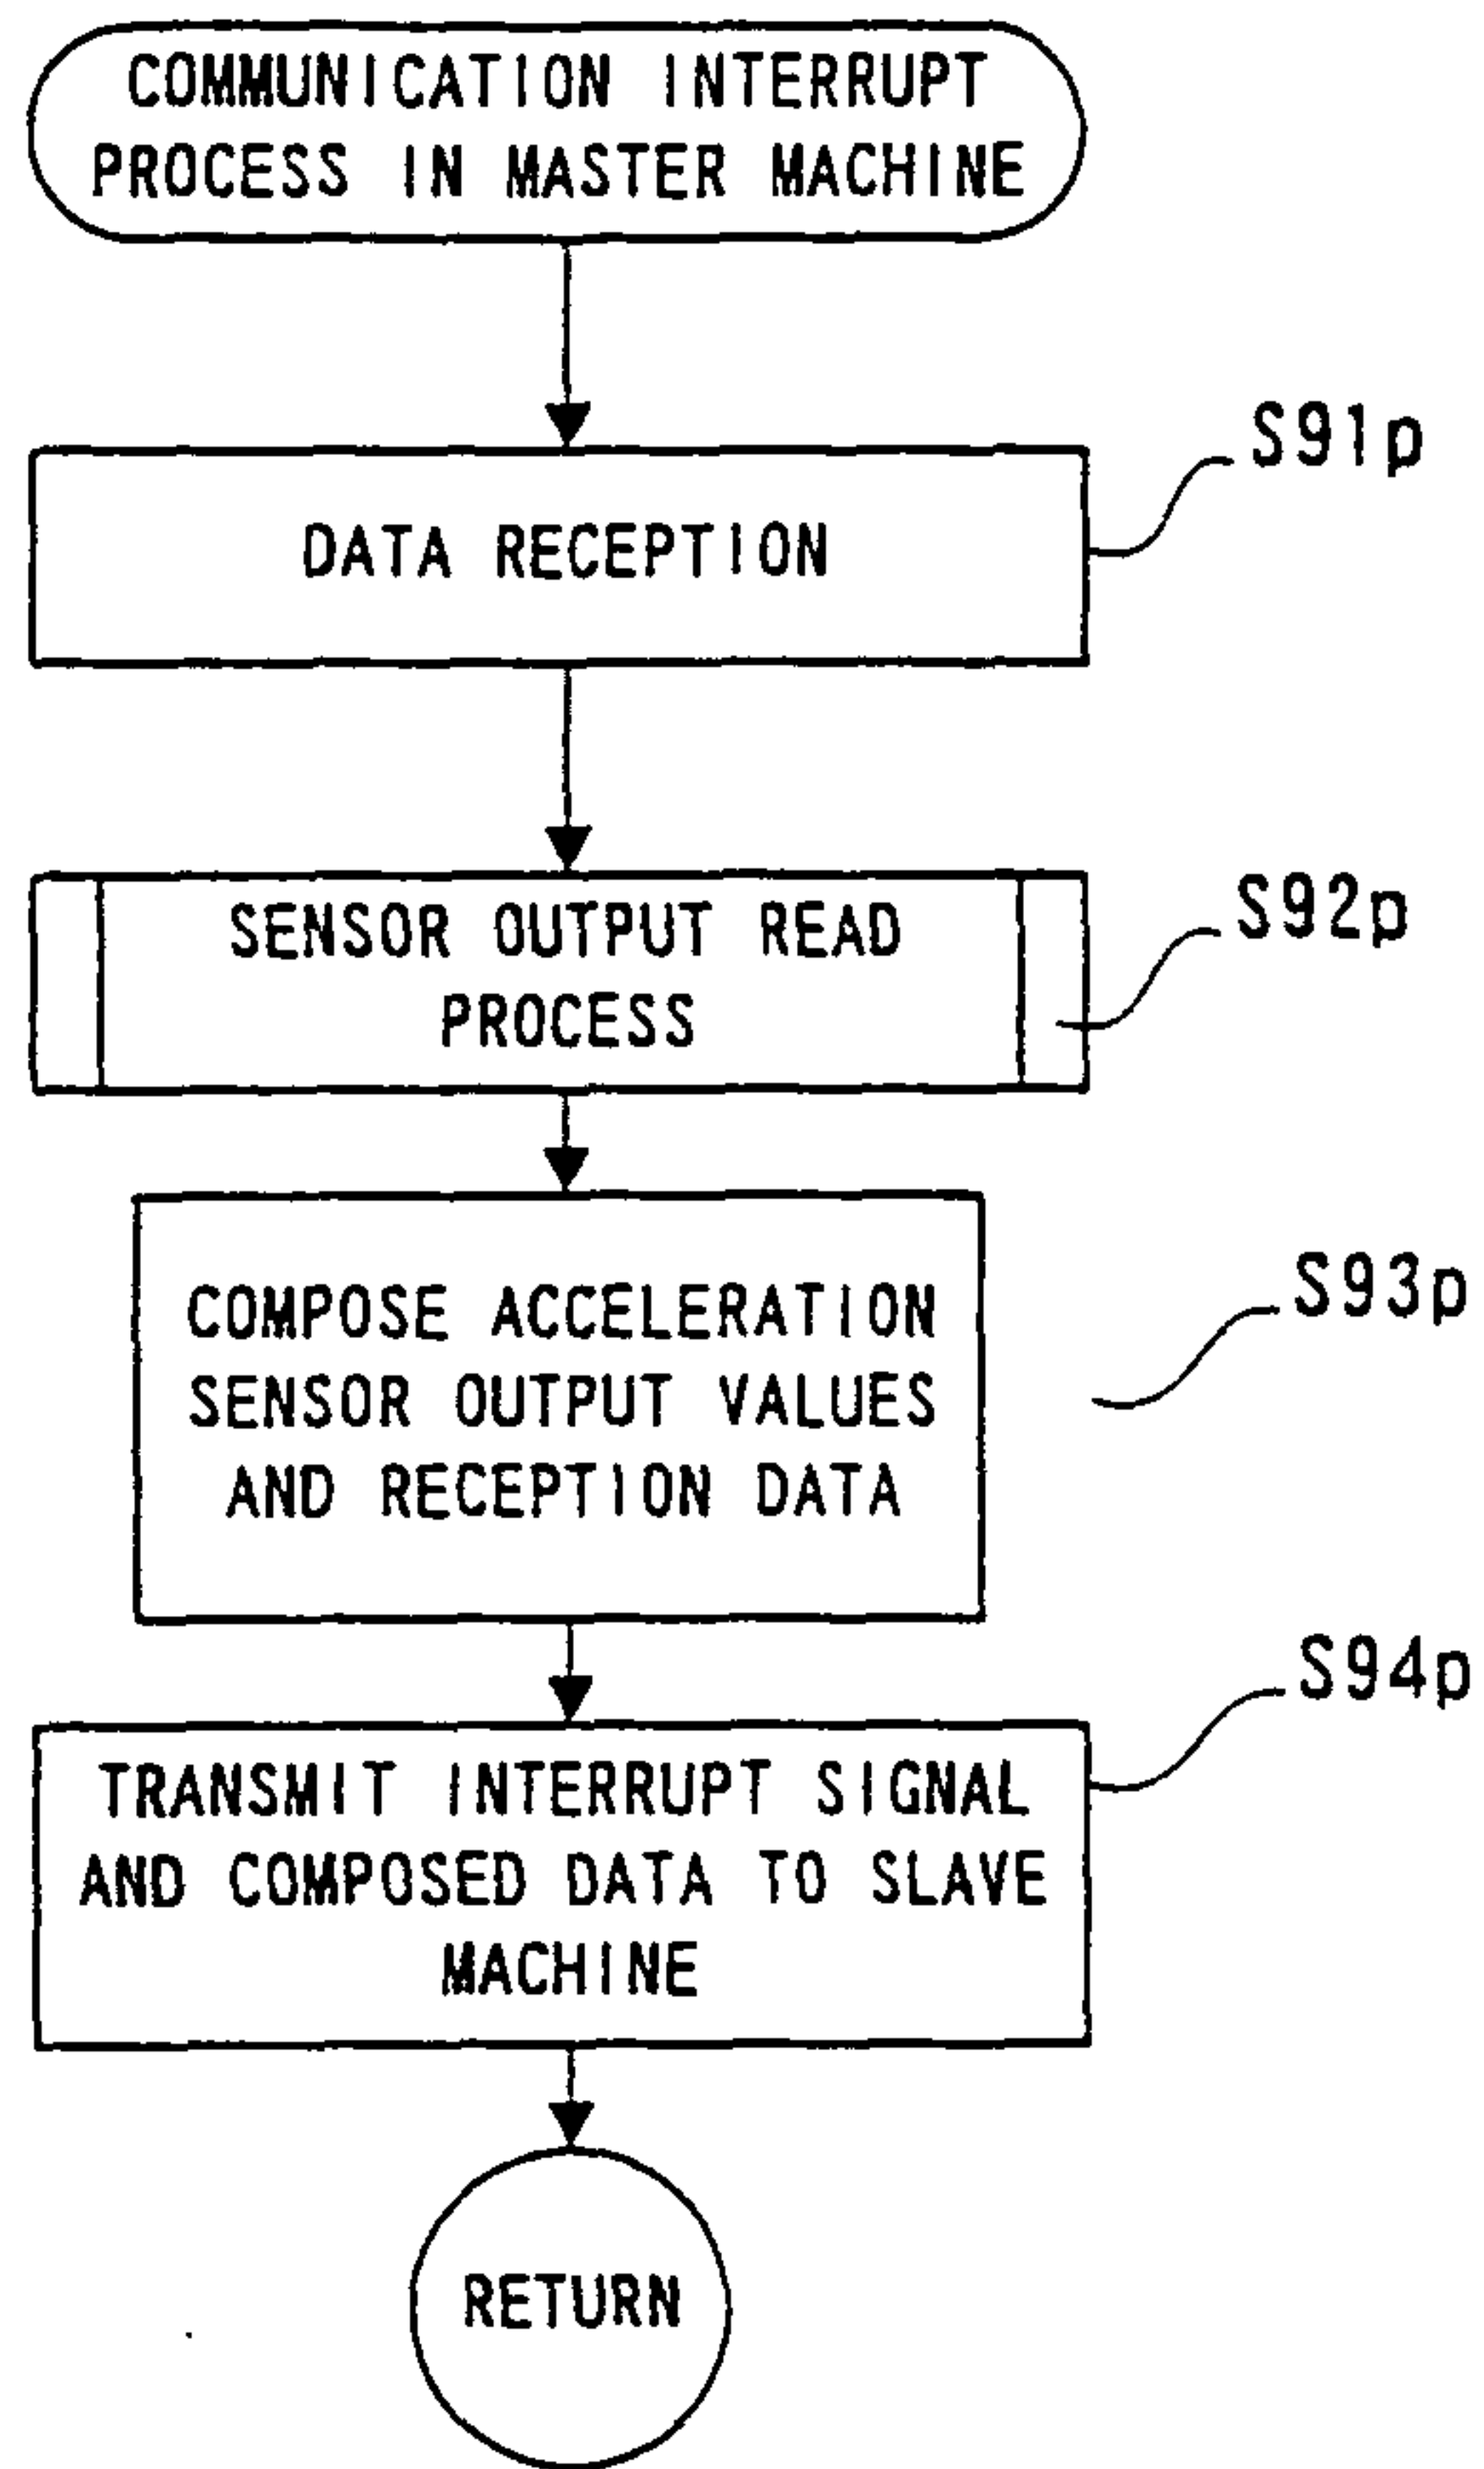 COMMUNICATION INTERRUPT
PROCESS IN MASTER MACHINE
S91p
DATA RECEPTION
S92p
SENSOR OUTPUT READ
PROCESS
S93p
COMPOSE ACCELERATION
SENSOR OUTPUT VALUES
AND RECEPTION DATA
S94p
TRANSMIT INTERRUPT SIGNAL
AND COMPOSED DATA TO SLAVE
MACHINE
RETURN